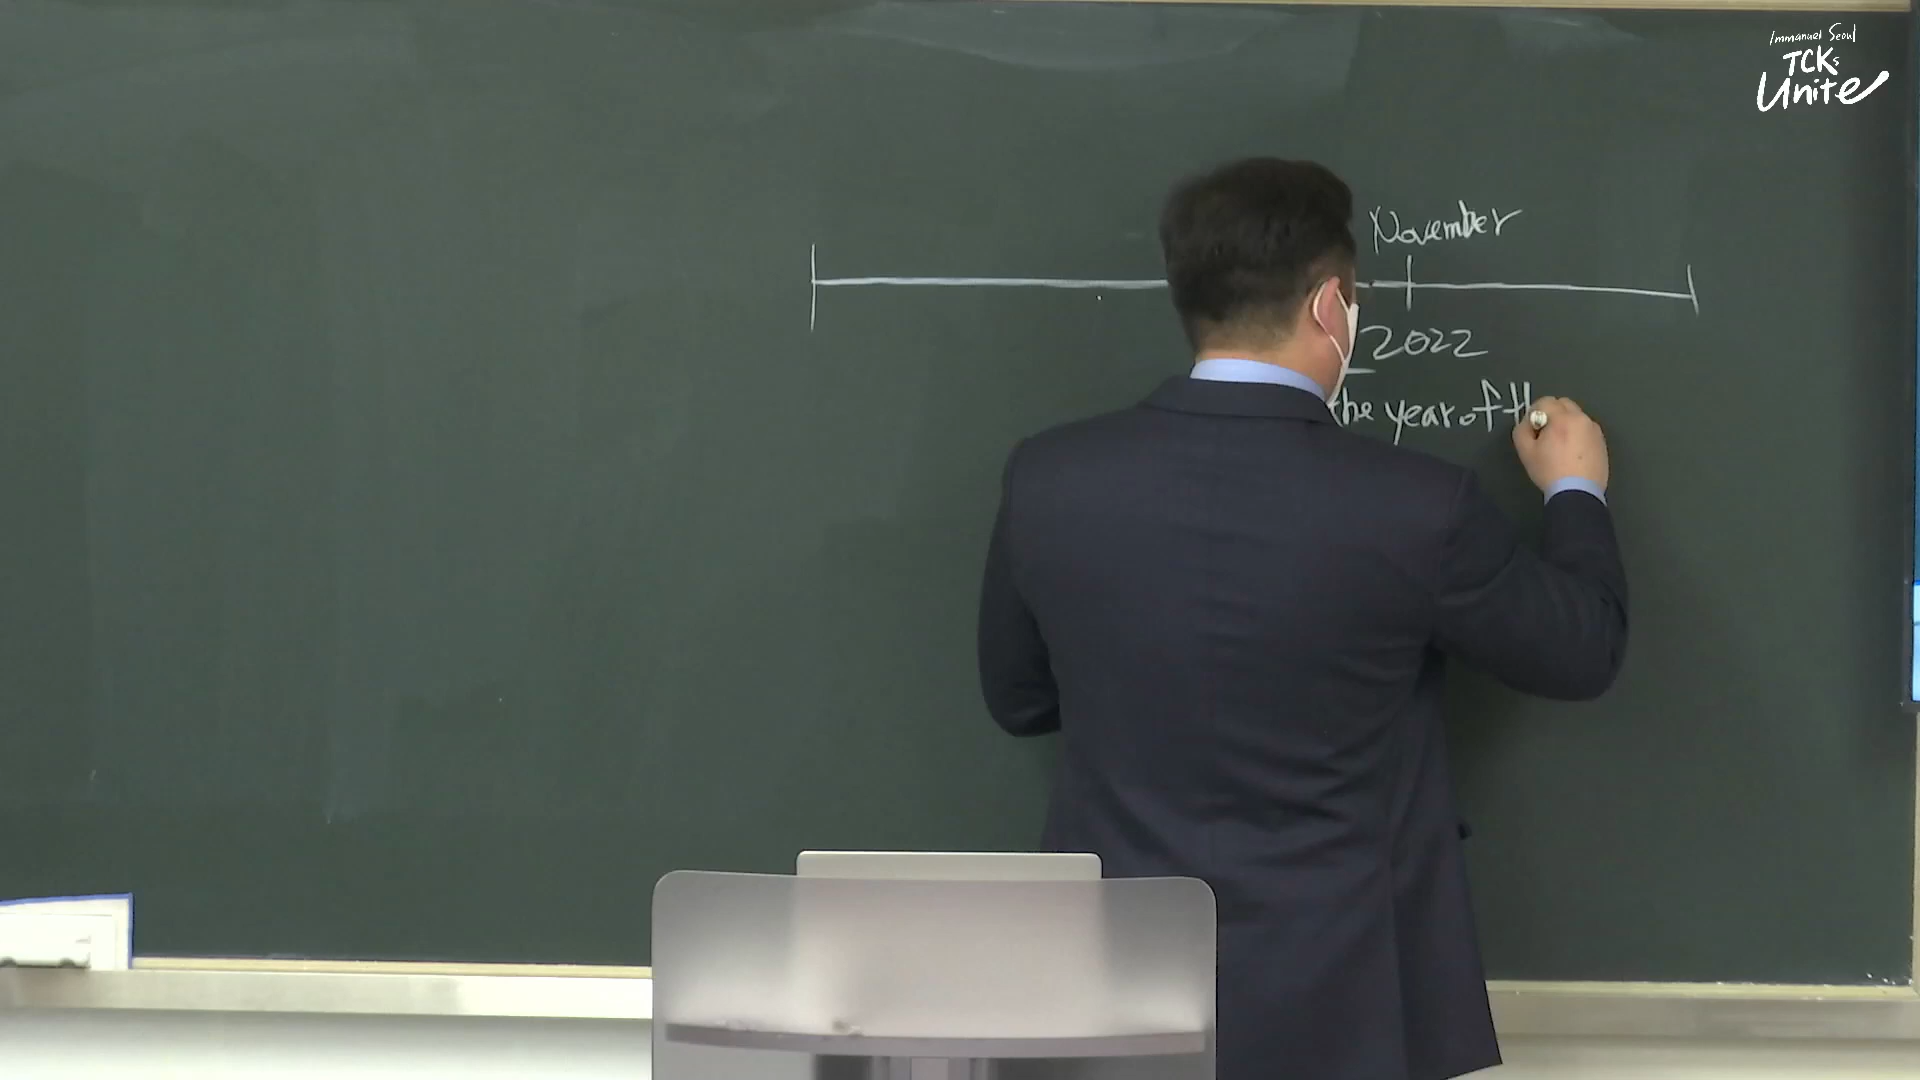 Immanuel Seoul
TCKs
Unite
November
2022
the year of th